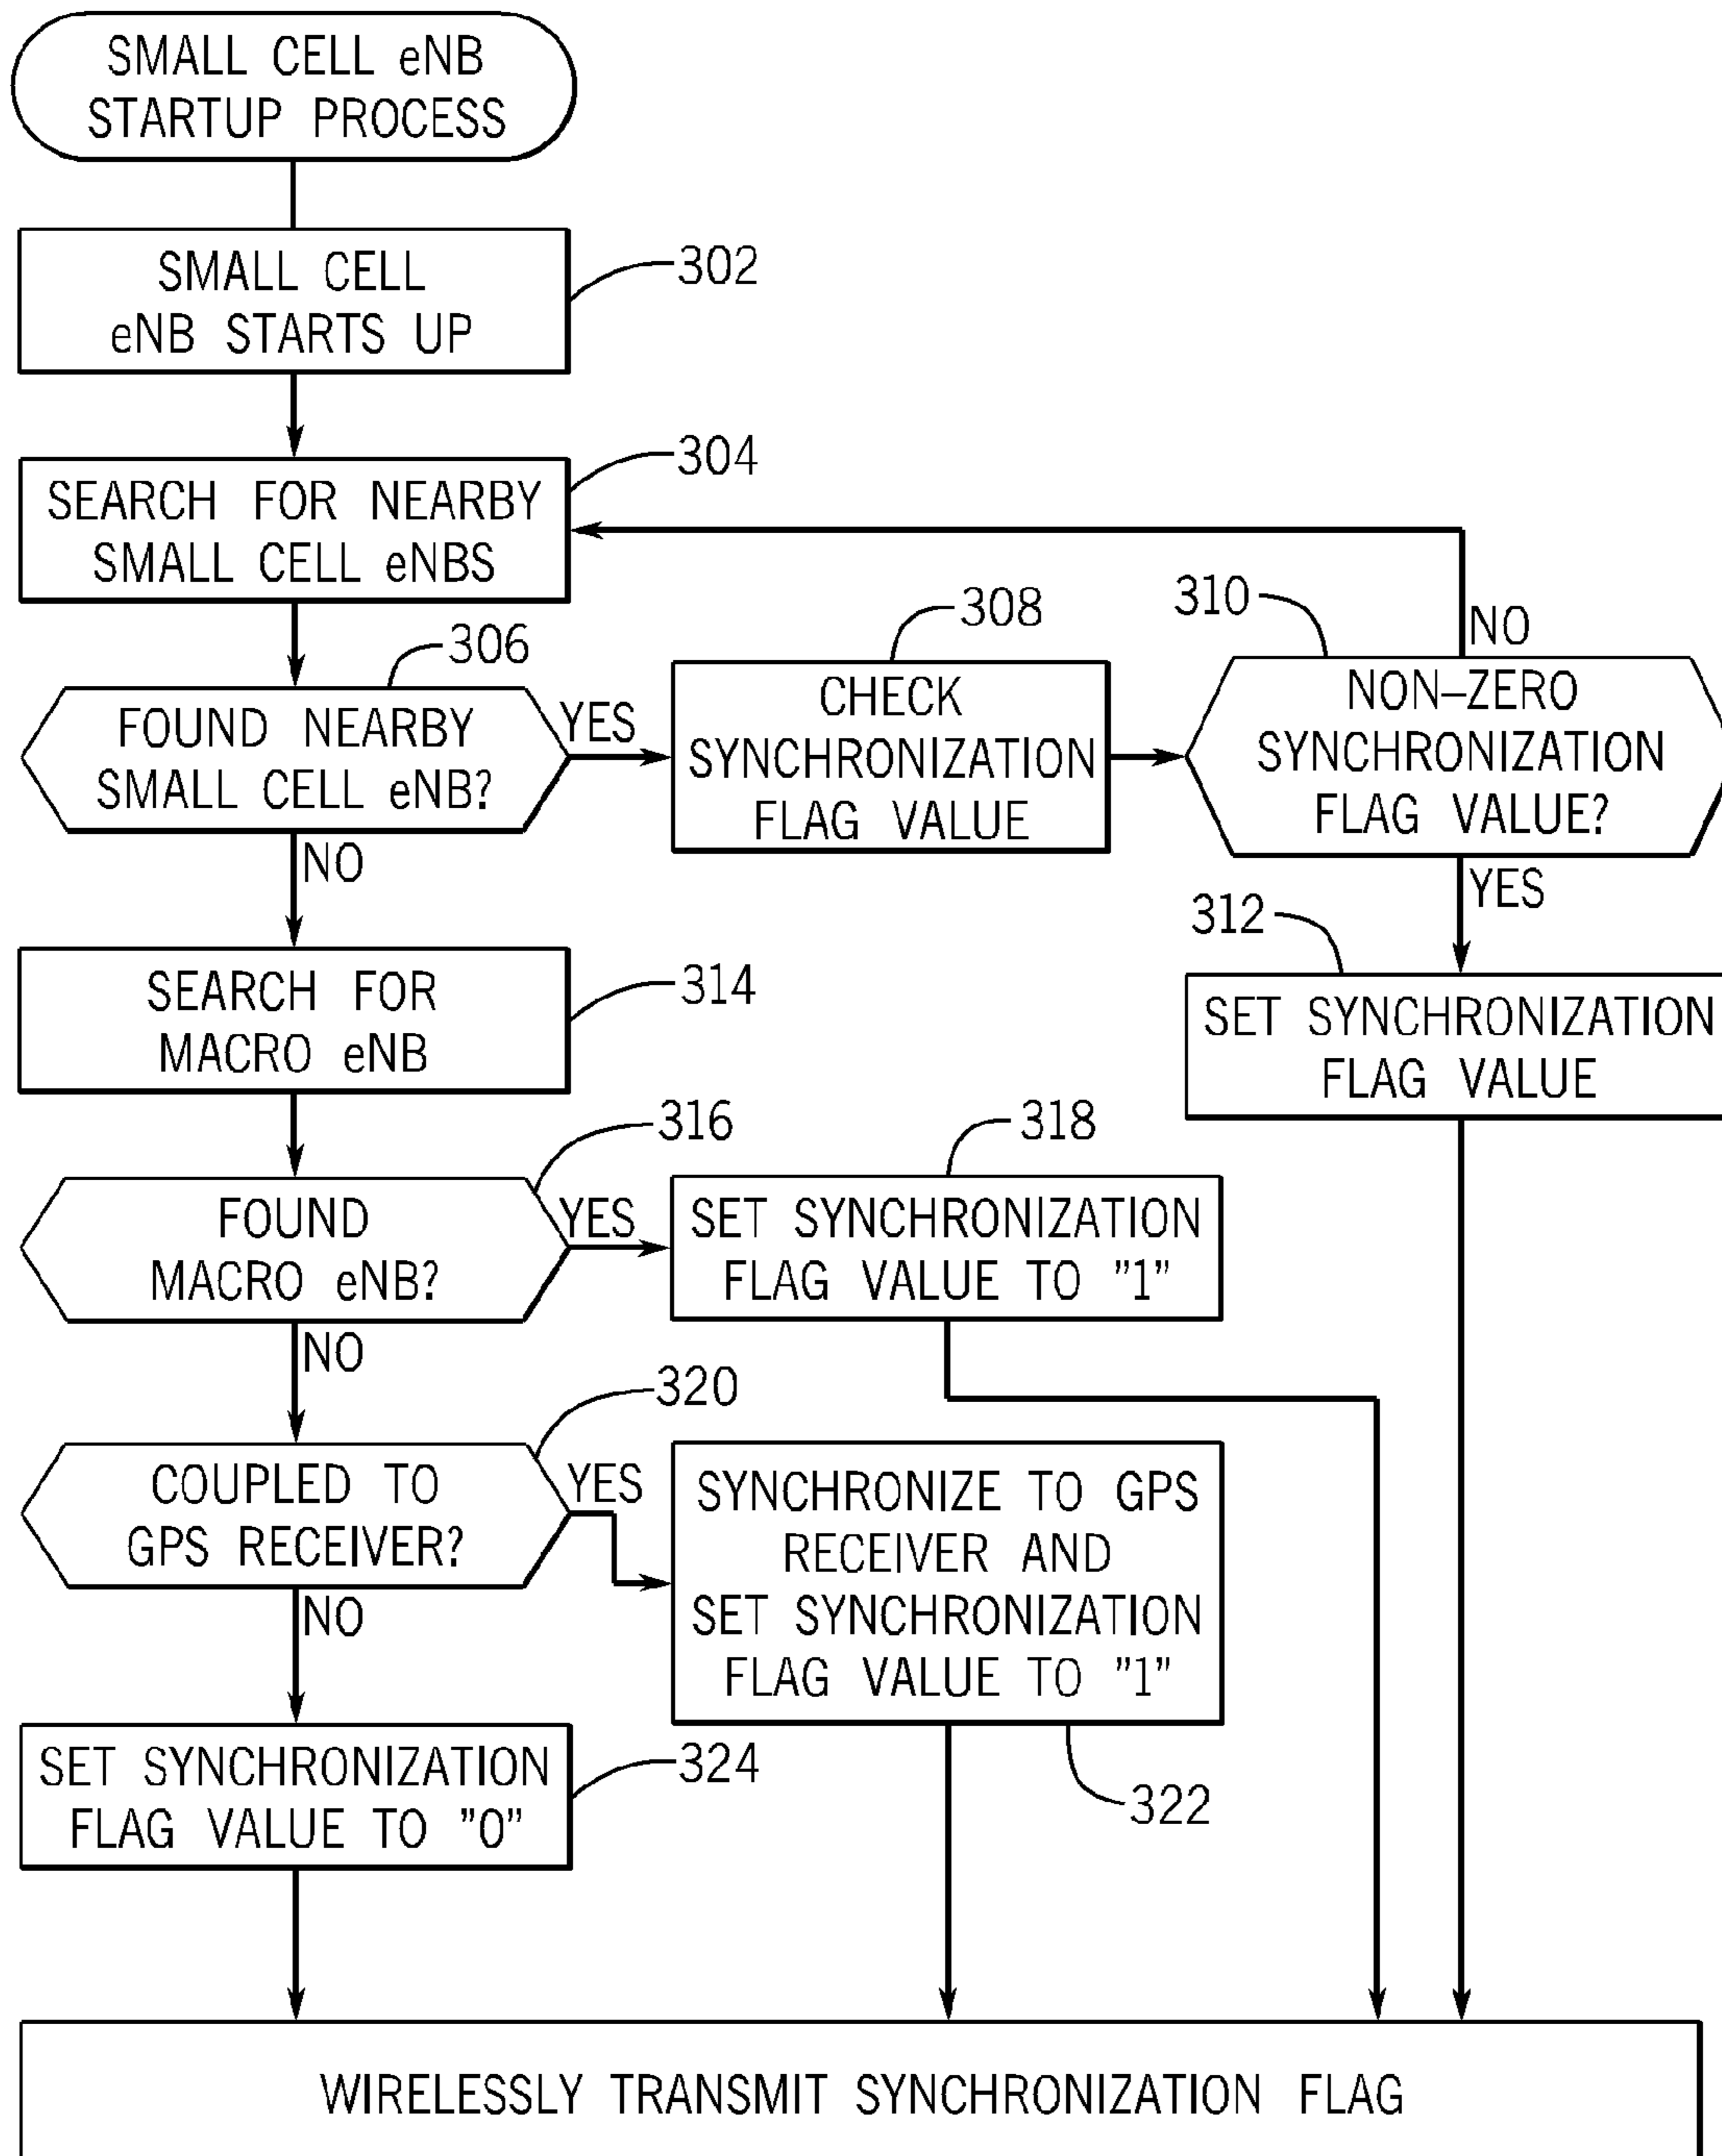 SMALL CELL eNB
STARTUP PROCESS
SMALL CELL
eNB STARTS UP
302
SEARCH FOR NEARBY
SMALL CELL eNBS
304
FOUND NEARBY
SMALL CELL eNB?
306
YES
NO
CHECK
SYNCHRONIZATION
FLAG VALUE
308
NON–ZERO
SYNCHRONIZATION
FLAG VALUE?
310
NO
YES
SET SYNCHRONIZATION
FLAG VALUE
312
SEARCH FOR
MACRO eNB
314
FOUND
MACRO eNB?
316
YES
NO
SET SYNCHRONIZATION
FLAG VALUE TO ”1”
318
COUPLED TO
GPS RECEIVER?
320
YES
NO
SYNCHRONIZE TO GPS
RECEIVER AND
SET SYNCHRONIZATION
FLAG VALUE TO ”1”
322
SET SYNCHRONIZATION
FLAG VALUE TO ”0”
324
WIRELESSLY TRANSMIT SYNCHRONIZATION FLAG